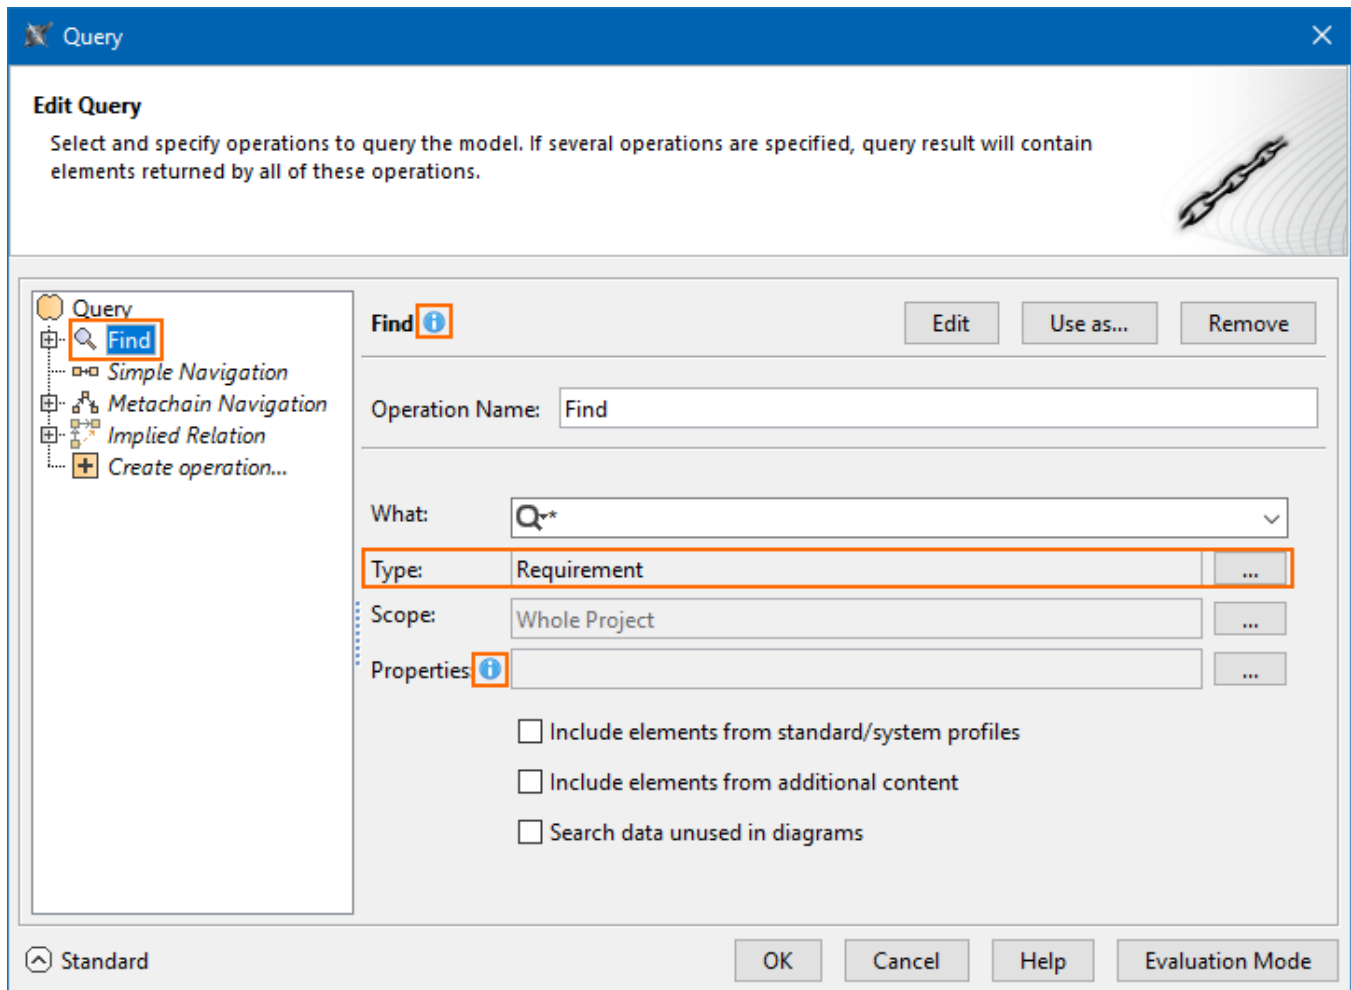 Query
Edit Query
Select and specify operations to query the model. If several operations are specified, query result will contain
elements returned by all of these operations.
Query
Find
Simple Navigation
Metachain Navigation
Implied Relation
Create operation...
Find
Edit
Use as...
Remove
Operation Name: Find
What: *
Type: Requirement ...
Scope: Whole Project ...
Properties: ...
Include elements from standard/system profiles
Include elements from additional content
Search data unused in diagrams
Standard
OK
Cancel
Help
Evaluation Mode